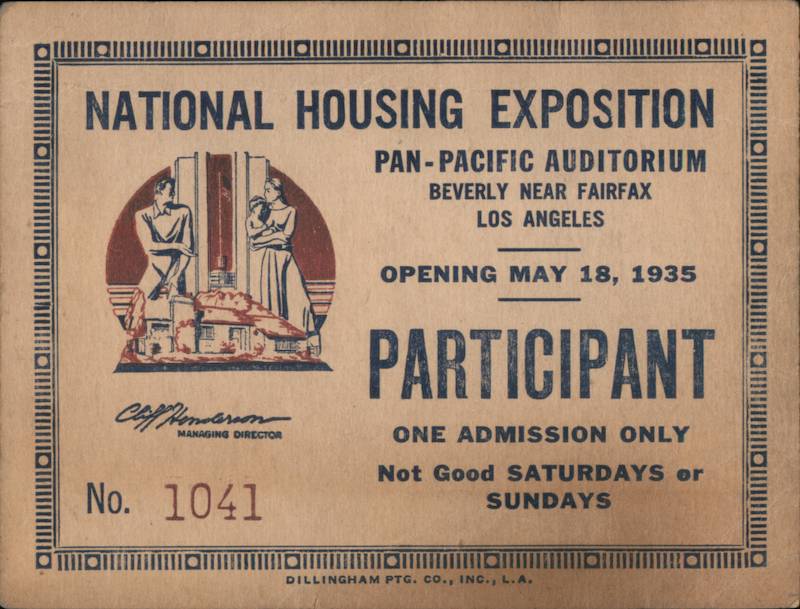 NATIONAL HOUSING EXPOSITION
PAN-PACIFIC AUDITORIUM
BEVERLY NEAR FAIRFAX
LOS ANGELES
OPENING MAY 18, 1935
PARTICIPANT
ONE ADMISSION ONLY
Not Good SATURDAYS or
SUNDAYS
Cliff Henderson
MANAGING DIRECTOR
No. 1041
DILLINGHAM PTG. CO., INC., L.A.